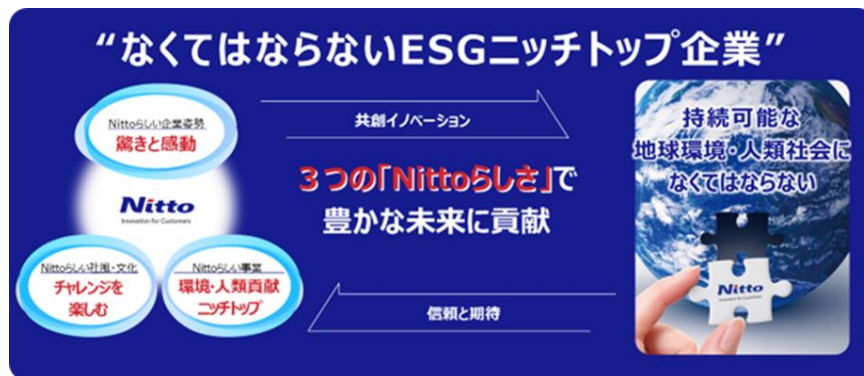 “なくてはならないESGニッチトップ企業”
Nittoらしい企業姿勢
驚きと感動
Nitto
Innovation for Customers
Nittoらしい社風・文化
チャレンジを
楽しむ
Nittoらしい事業
環境・人類貢献
ニッチトップ
共創イノベーション
3つの「Nittoらしさ」で
豊かな未来に貢献
信頼と期待
持続可能な
地球環境・人類社会に
なくてはならない
Nitto
Innovation for Customers